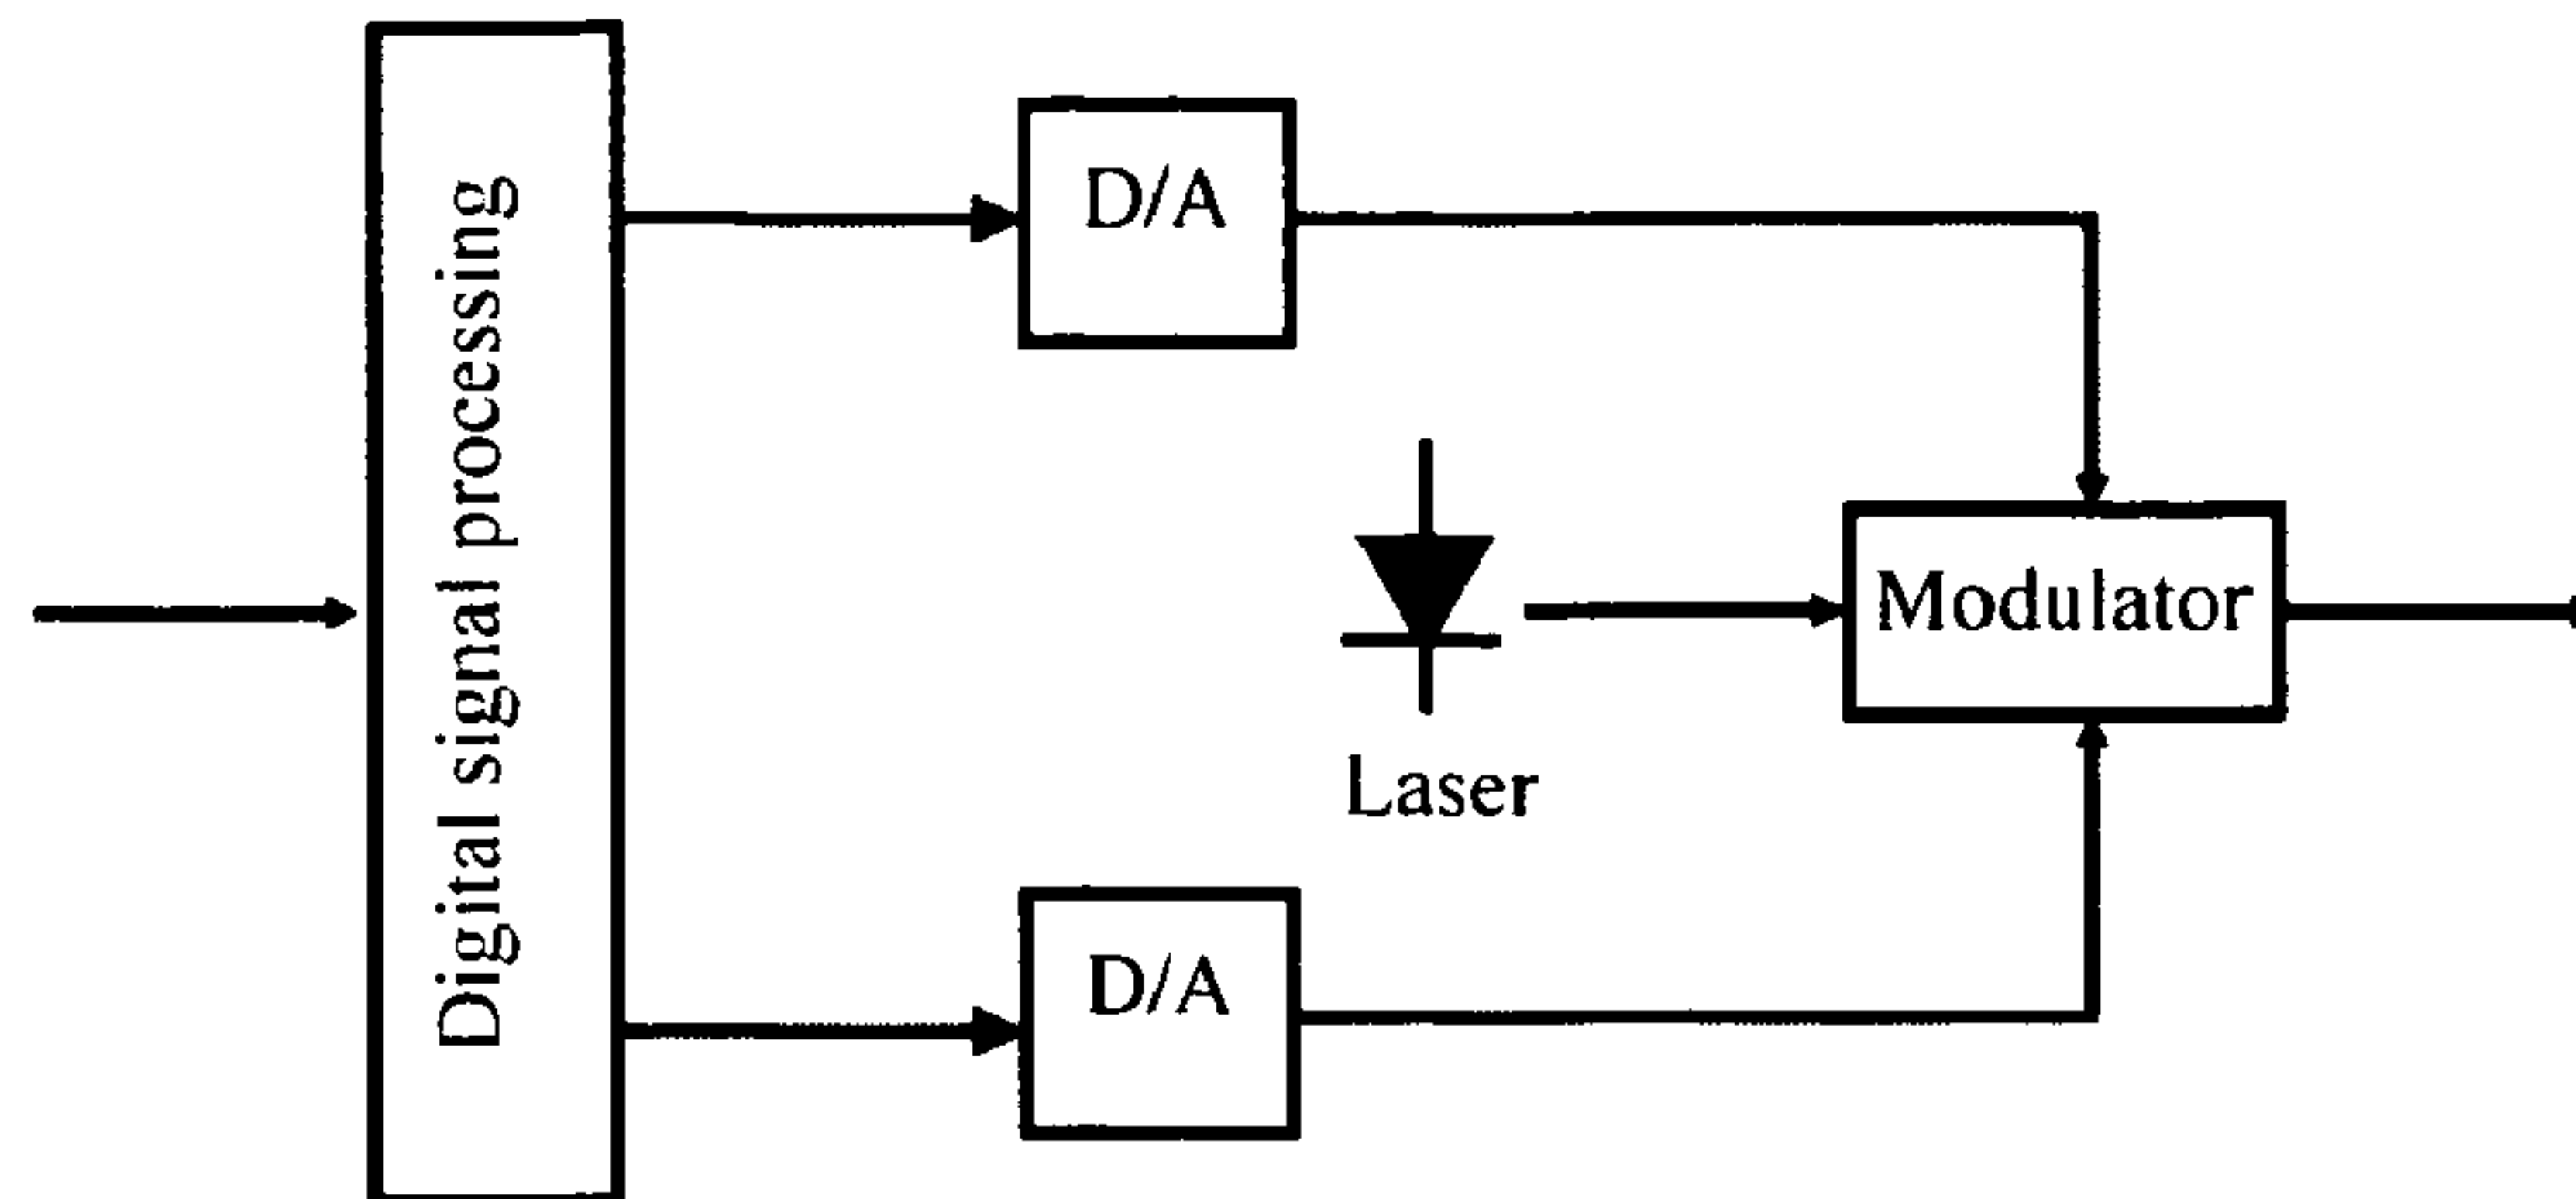 Digital signal processing
D/A
Modulator
Laser
D/A